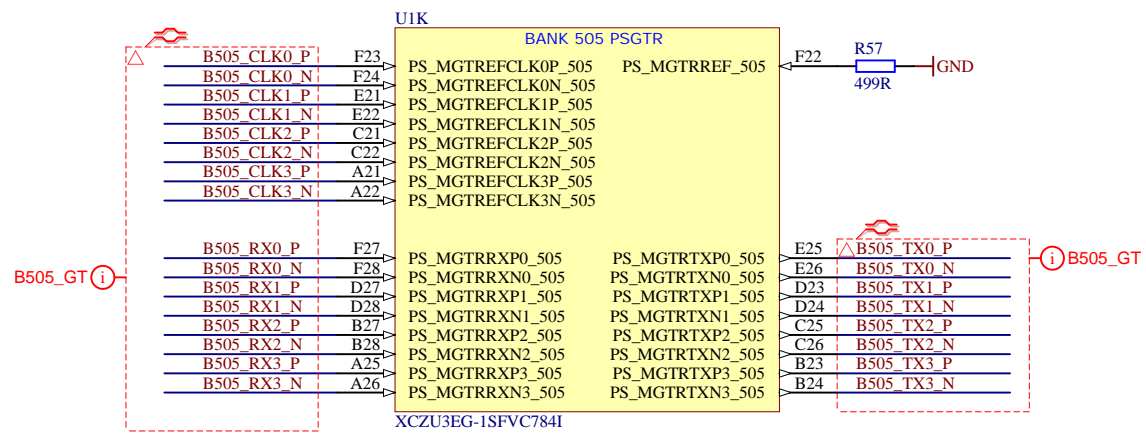 U1K
BANK 505 PSGTR
B505_CLK0_P F23 PS_MGTREFCLK0P_505 PS_MGTRREF_505 F22 R57 499R GND
B505_CLK0_N F24 PS_MGTREFCLK0N_505
B505_CLK1_P E21 PS_MGTREFCLK1P_505
B505_CLK1_N E22 PS_MGTREFCLK1N_505
B505_CLK2_P C21 PS_MGTREFCLK2P_505
B505_CLK2_N C22 PS_MGTREFCLK2N_505
B505_CLK3_P A21 PS_MGTREFCLK3P_505
B505_CLK3_N A22 PS_MGTREFCLK3N_505
B505_RX0_P F27 PS_MGTRRXP0_505 PS_MGTRTXP0_505 E25 B505_TX0_P
B505_GT i B505_RX0_N F28 PS_MGTRRXN0_505 PS_MGTRTXN0_505 E26 B505_TX0_N i B505_GT
B505_RX1_P D27 PS_MGTRRXP1_505 PS_MGTRTXP1_505 D23 B505_TX1_P
B505_RX1_N D28 PS_MGTRRXN1_505 PS_MGTRTXN1_505 D24 B505_TX1_N
B505_RX2_P B27 PS_MGTRRXP2_505 PS_MGTRTXP2_505 C25 B505_TX2_P
B505_RX2_N B28 PS_MGTRRXN2_505 PS_MGTRTXN2_505 C26 B505_TX2_N
B505_RX3_P A25 PS_MGTRRXP3_505 PS_MGTRTXP3_505 B23 B505_TX3_P
B505_RX3_N A26 PS_MGTRRXN3_505 PS_MGTRTXN3_505 B24 B505_TX3_N
XCZU3EG-1SFVC784I